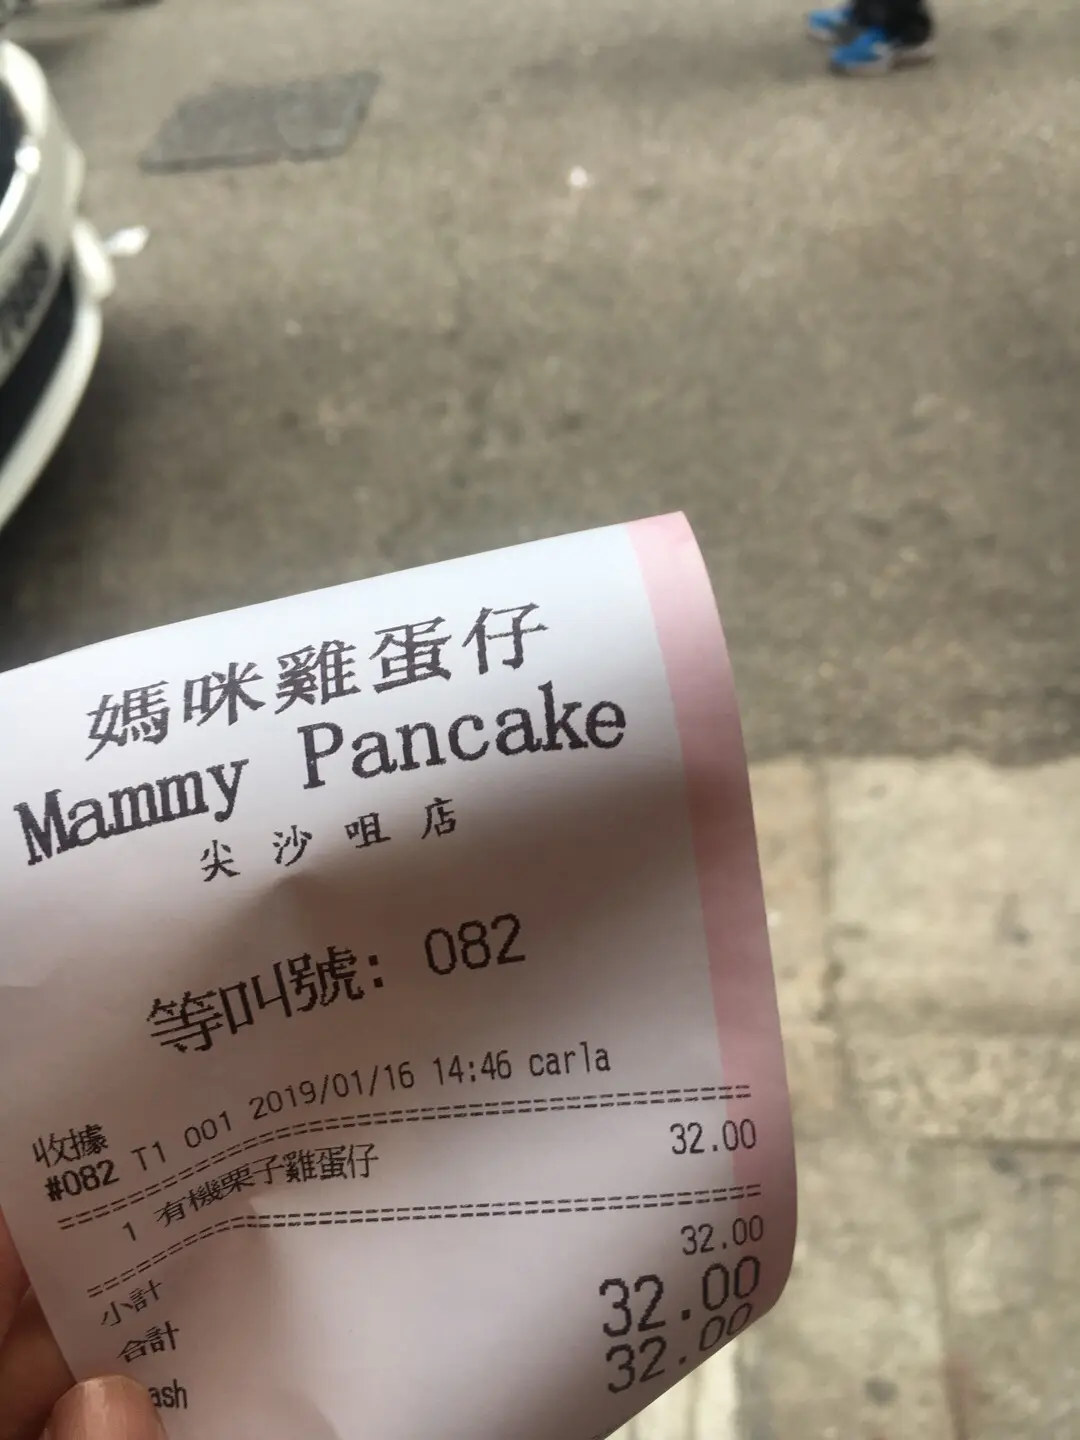 媽咪雞蛋仔
Mammy Pancake
尖沙咀店
等叫號: 082
收據
#082 T1 001 2019/01/16 14:46 carla
================================
1 有機栗子雞蛋仔 32.00
================================
小計 32.00
合計 32.00
ash 32.00